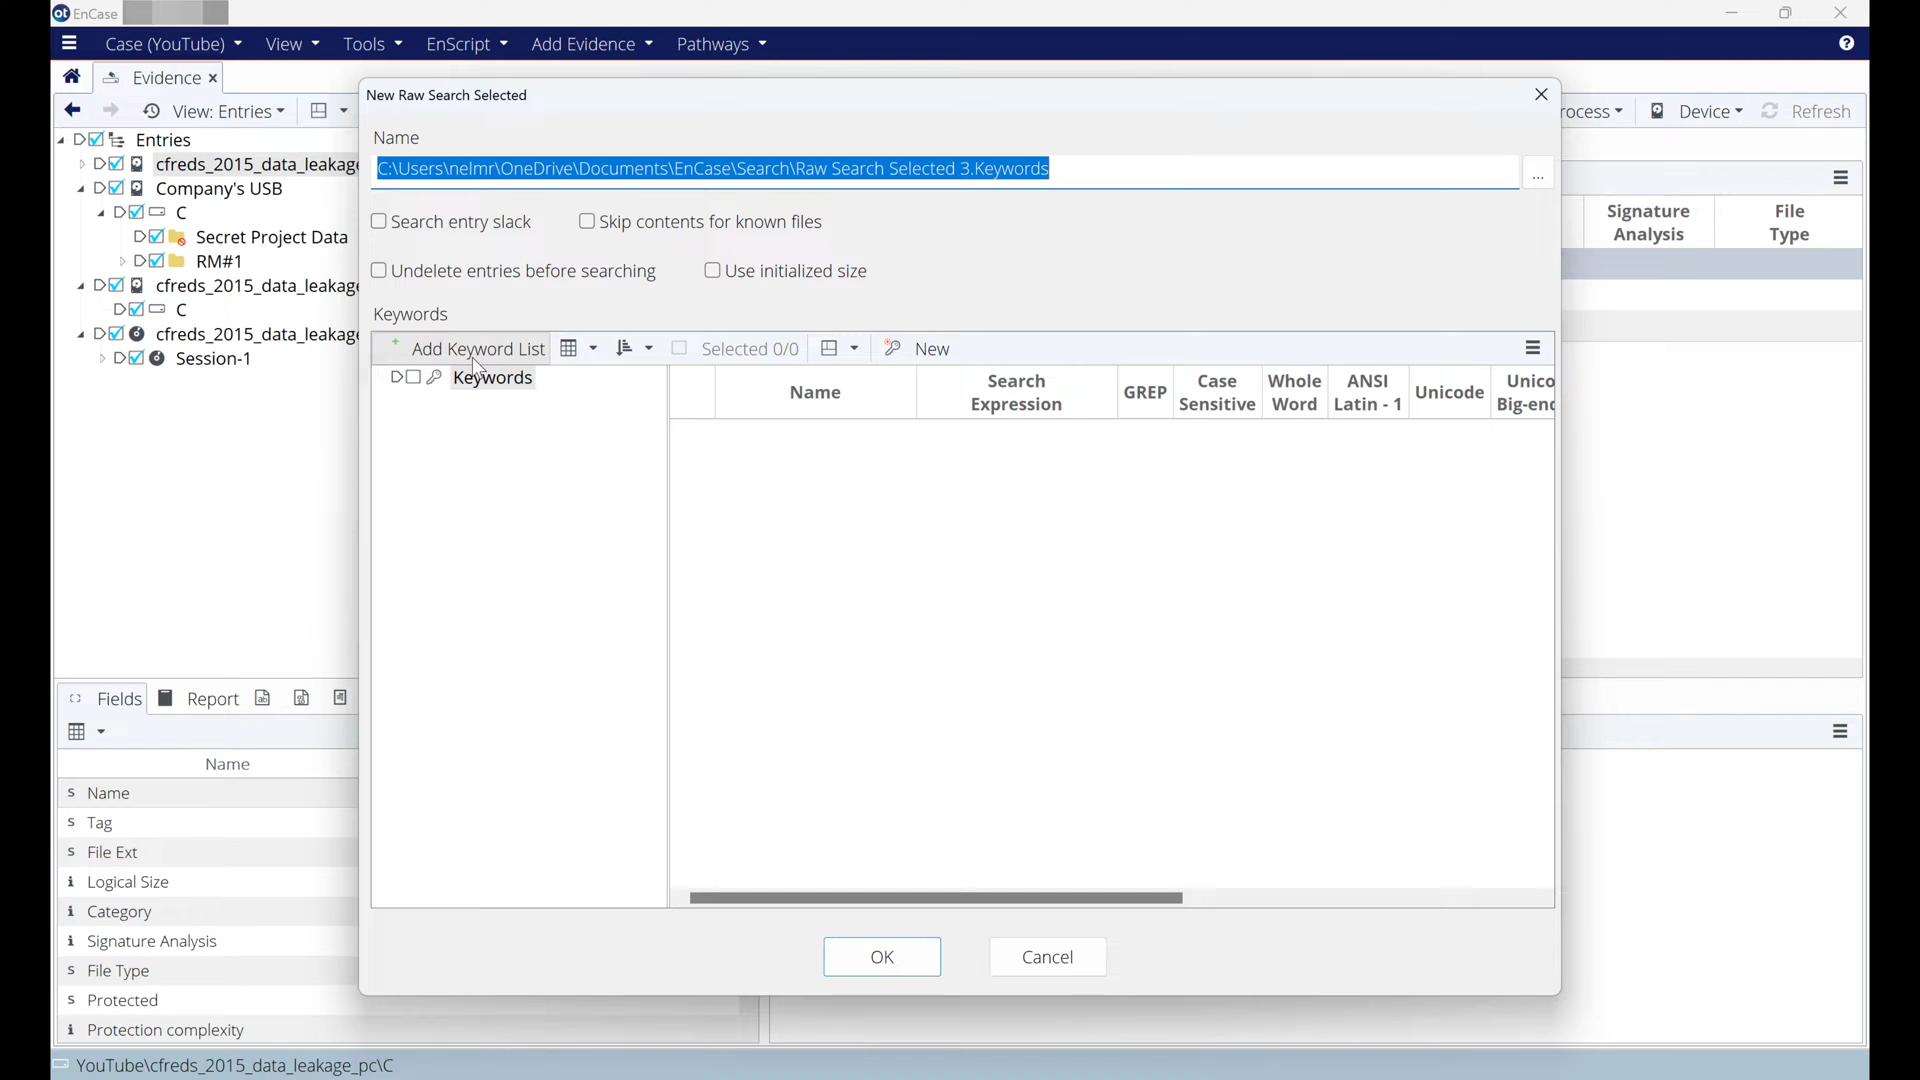 ot EnCase
Case (YouTube) View Tools EnScript Add Evidence Pathways ?
Evidence ×
View: Entries
rocess Device Refresh
Entries
cfreds_2015_data_leakage
Company's USB
C
Secret Project Data
RM#1
cfreds_2015_data_leakage
C
cfreds_2015_data_leakage
Session-1
New Raw Search Selected
Name
C:\Users\nelmr\OneDrive\Documents\EnCase\Search\Raw Search Selected 3.Keywords
...
Search entry slack Skip contents for known files
Undelete entries before searching Use initialized size
Keywords
Add Keyword List Selected 0/0 New
Keywords
Name
Search
Expression
GREP
Case
Sensitive
Whole
Word
ANSI
Latin - 1
Unicode
Unico
Big-end
OK Cancel
Signature
Analysis
File
Type
Fields Report
Name
s Name
s Tag
s File Ext
i Logical Size
i Category
i Signature Analysis
s File Type
s Protected
i Protection complexity
YouTube\cfreds_2015_data_leakage_pc\C